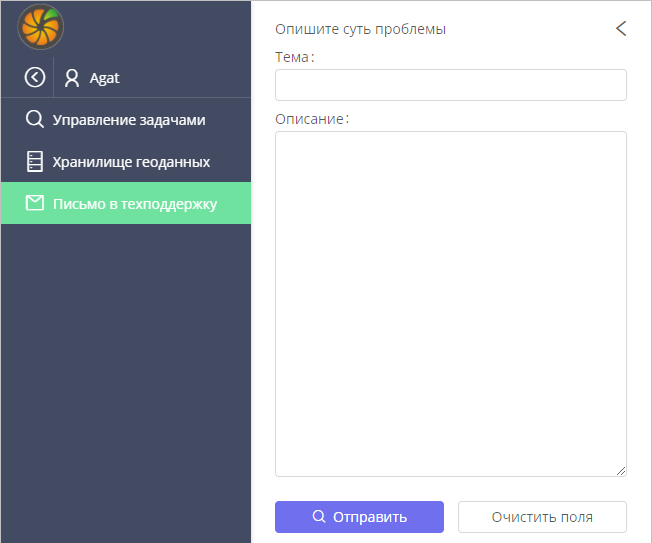 Agat
Управление задачами
Хранилище геоданных
Письмо в техподдержку
Опишите суть проблемы
Тема:
Описание:
Отправить
Очистить поля